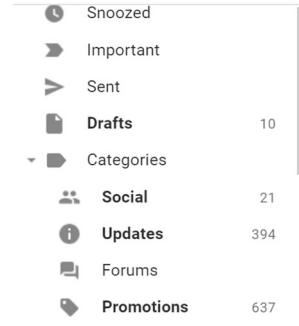 Snoozed
Important
Sent
Drafts 10
Categories
Social 21
Updates 394
Forums
Promotions 637